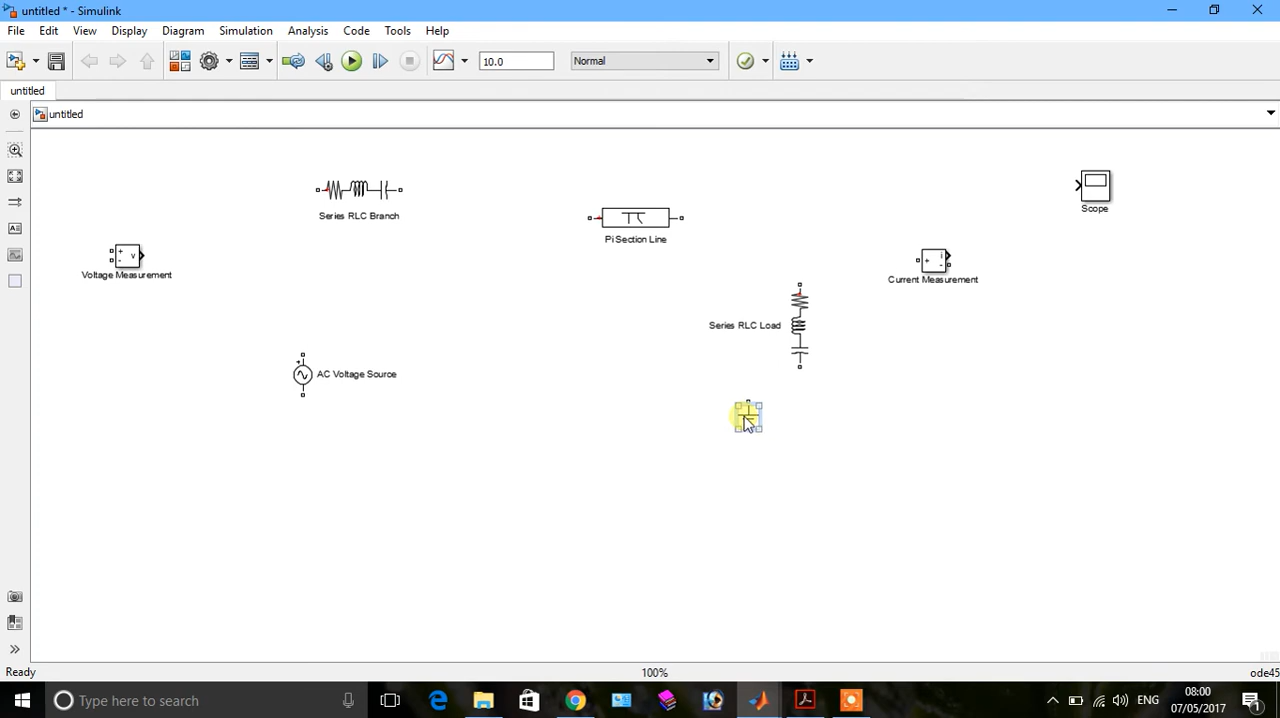 untitled * - Simulink
File Edit View Display Diagram Simulation Analysis Code Tools Help
10.0
Normal
untitled
untitled
Series RLC Branch
Pi Section Line
Scope
v
Voltage Measurement
i
Current Measurement
Series RLC Load
AC Voltage Source
Ready
100%
ode45
Type here to search
ENG
08:00
07/05/2017
1